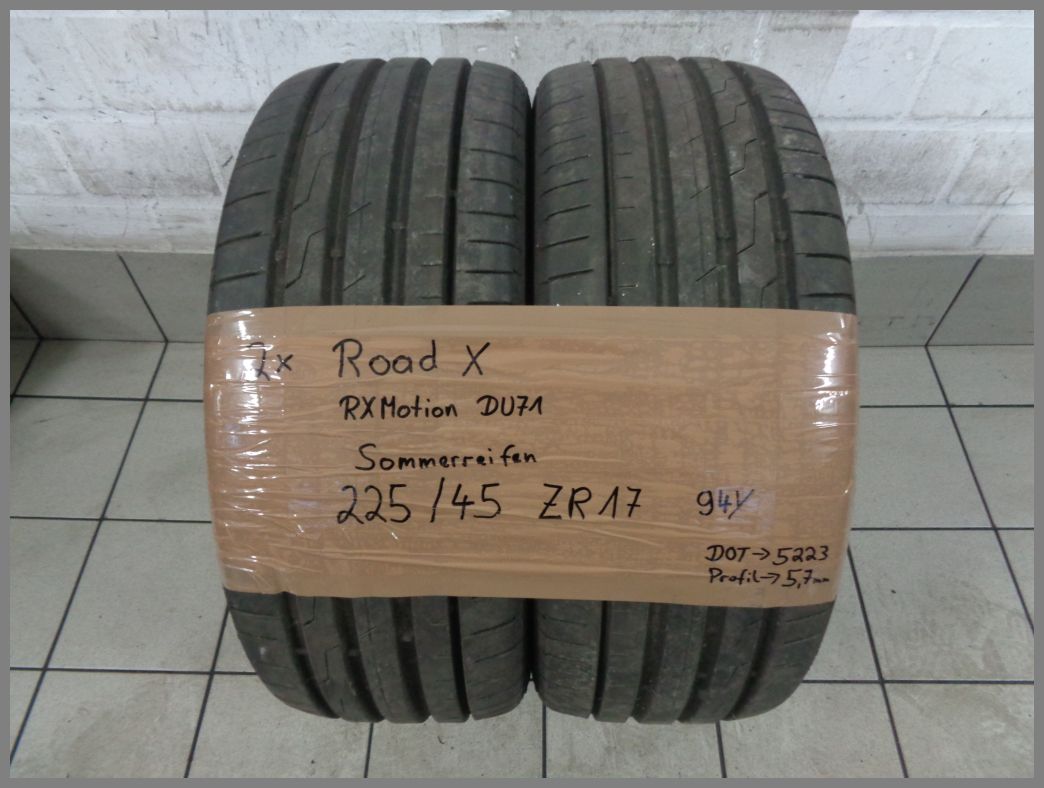 2x Road X
RXMotion DU71
Sommerreifen
225/45 ZR17 94Y
DOT→5223
Profil→5,7mm